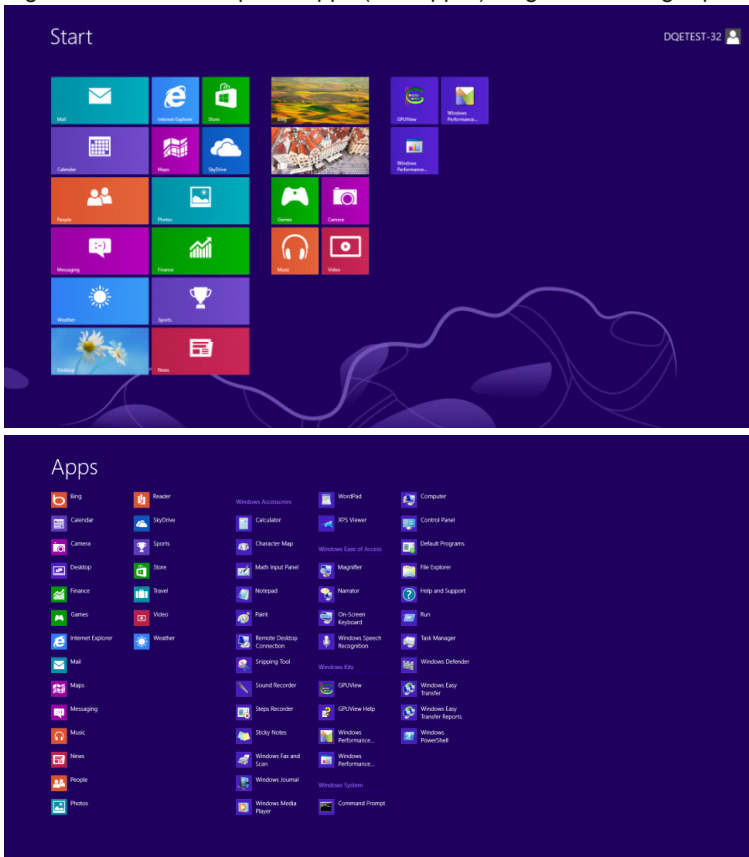 Start
DQETEST-32
Mail
Internet Explorer
Store
Bing
GPUView
Windows Performance...
Calendar
Maps
SkyDrive
Windows Performance...
People
Photos
Games
Camera
Messaging
Finance
Music
Video
Weather
Sports
Desktop
News
Apps
Bing
Calendar
Camera
Desktop
Finance
Games
Internet Explorer
Mail
Maps
Messaging
Music
News
People
Photos
Reader
SkyDrive
Sports
Store
Travel
Video
Weather
Windows Accessories
Calculator
Character Map
Math Input Panel
Notepad
Paint
Remote Desktop
Connection
Snipping Tool
Sound Recorder
Steps Recorder
Sticky Notes
Windows Fax and
Scan
Windows Journal
Windows Media
Player
WordPad
XPS Viewer
Windows Ease of Access
Magnifier
Narrator
On-Screen
Keyboard
Windows Speech
Recognition
Windows Kits
GPUView
GPUView Help
Windows
Performance...
Windows
Performance...
Windows System
Command Prompt
Computer
Control Panel
Default Programs
File Explorer
Help and Support
Run
Task Manager
Windows Defender
Windows Easy
Transfer
Windows Easy
Transfer Reports
Windows
PowerShell